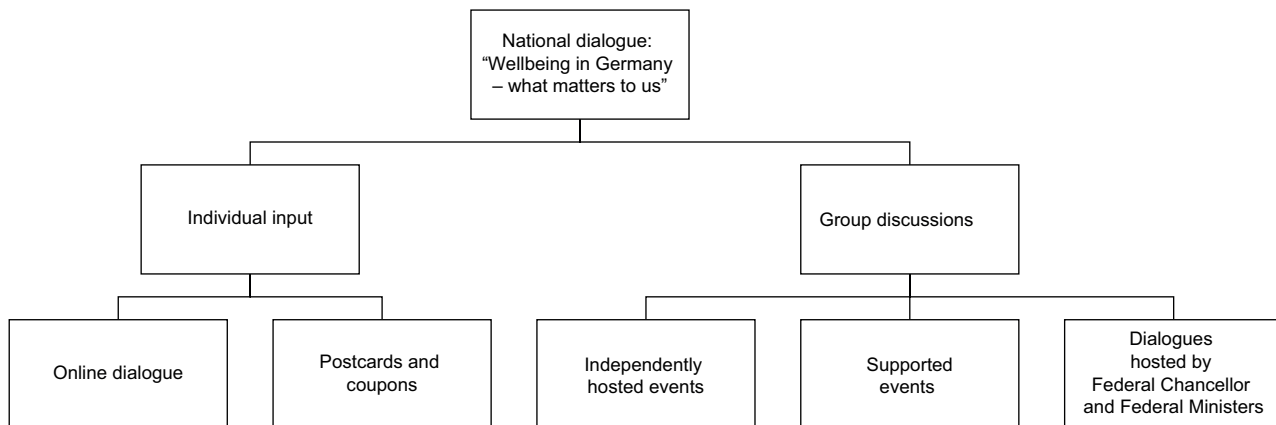 National dialogue:
“Wellbeing in Germany
– what matters to us”
Individual input
Group discussions
Online dialogue
Postcards and
coupons
Independently
hosted events
Supported
events
Dialogues
hosted by
Federal Chancellor
and Federal Ministers